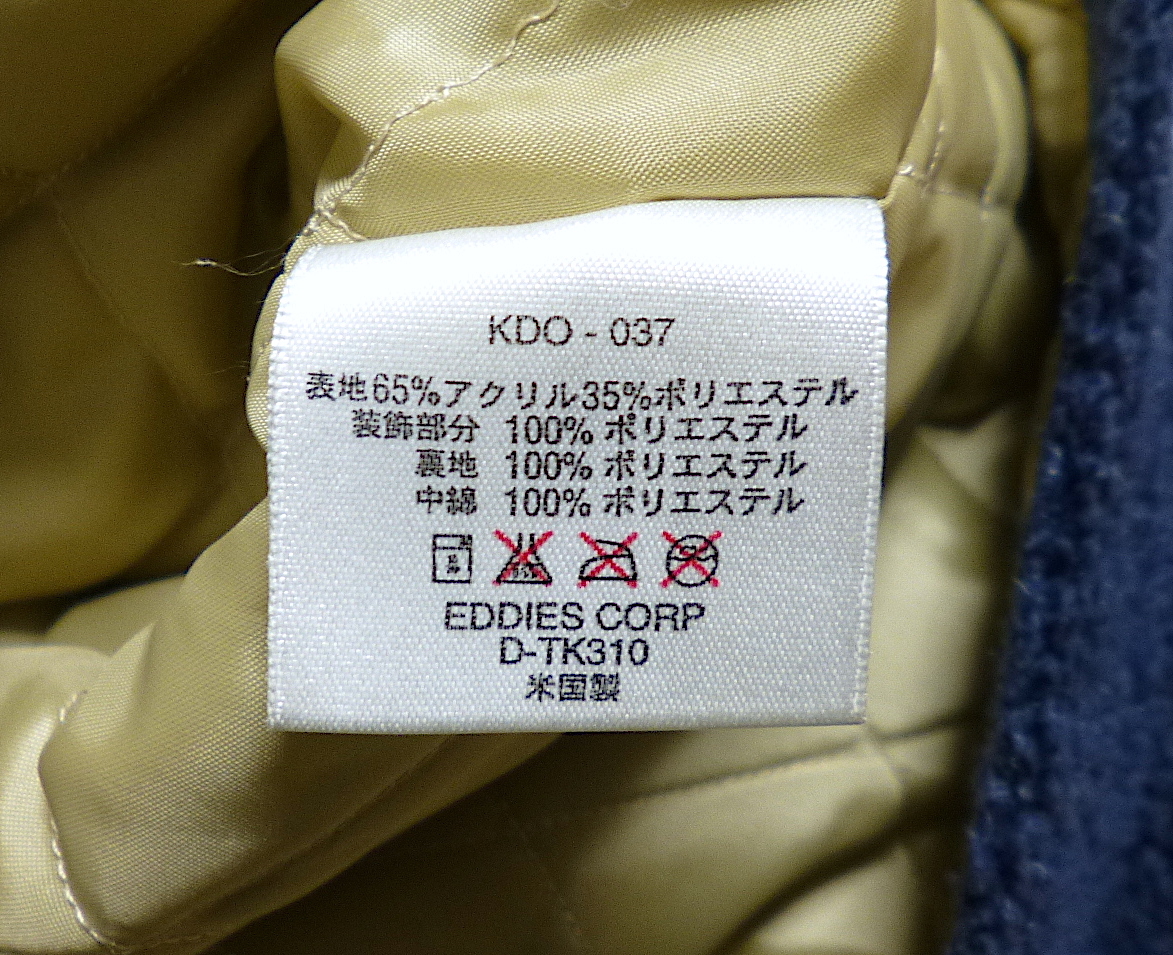 KDO - 037
表地65%アクリル35%ポリエステル
装飾部分 100% ポリエステル
裏地 100% ポリエステル
中綿 100% ポリエステル
EDDIES CORP
D-TK310
米国製